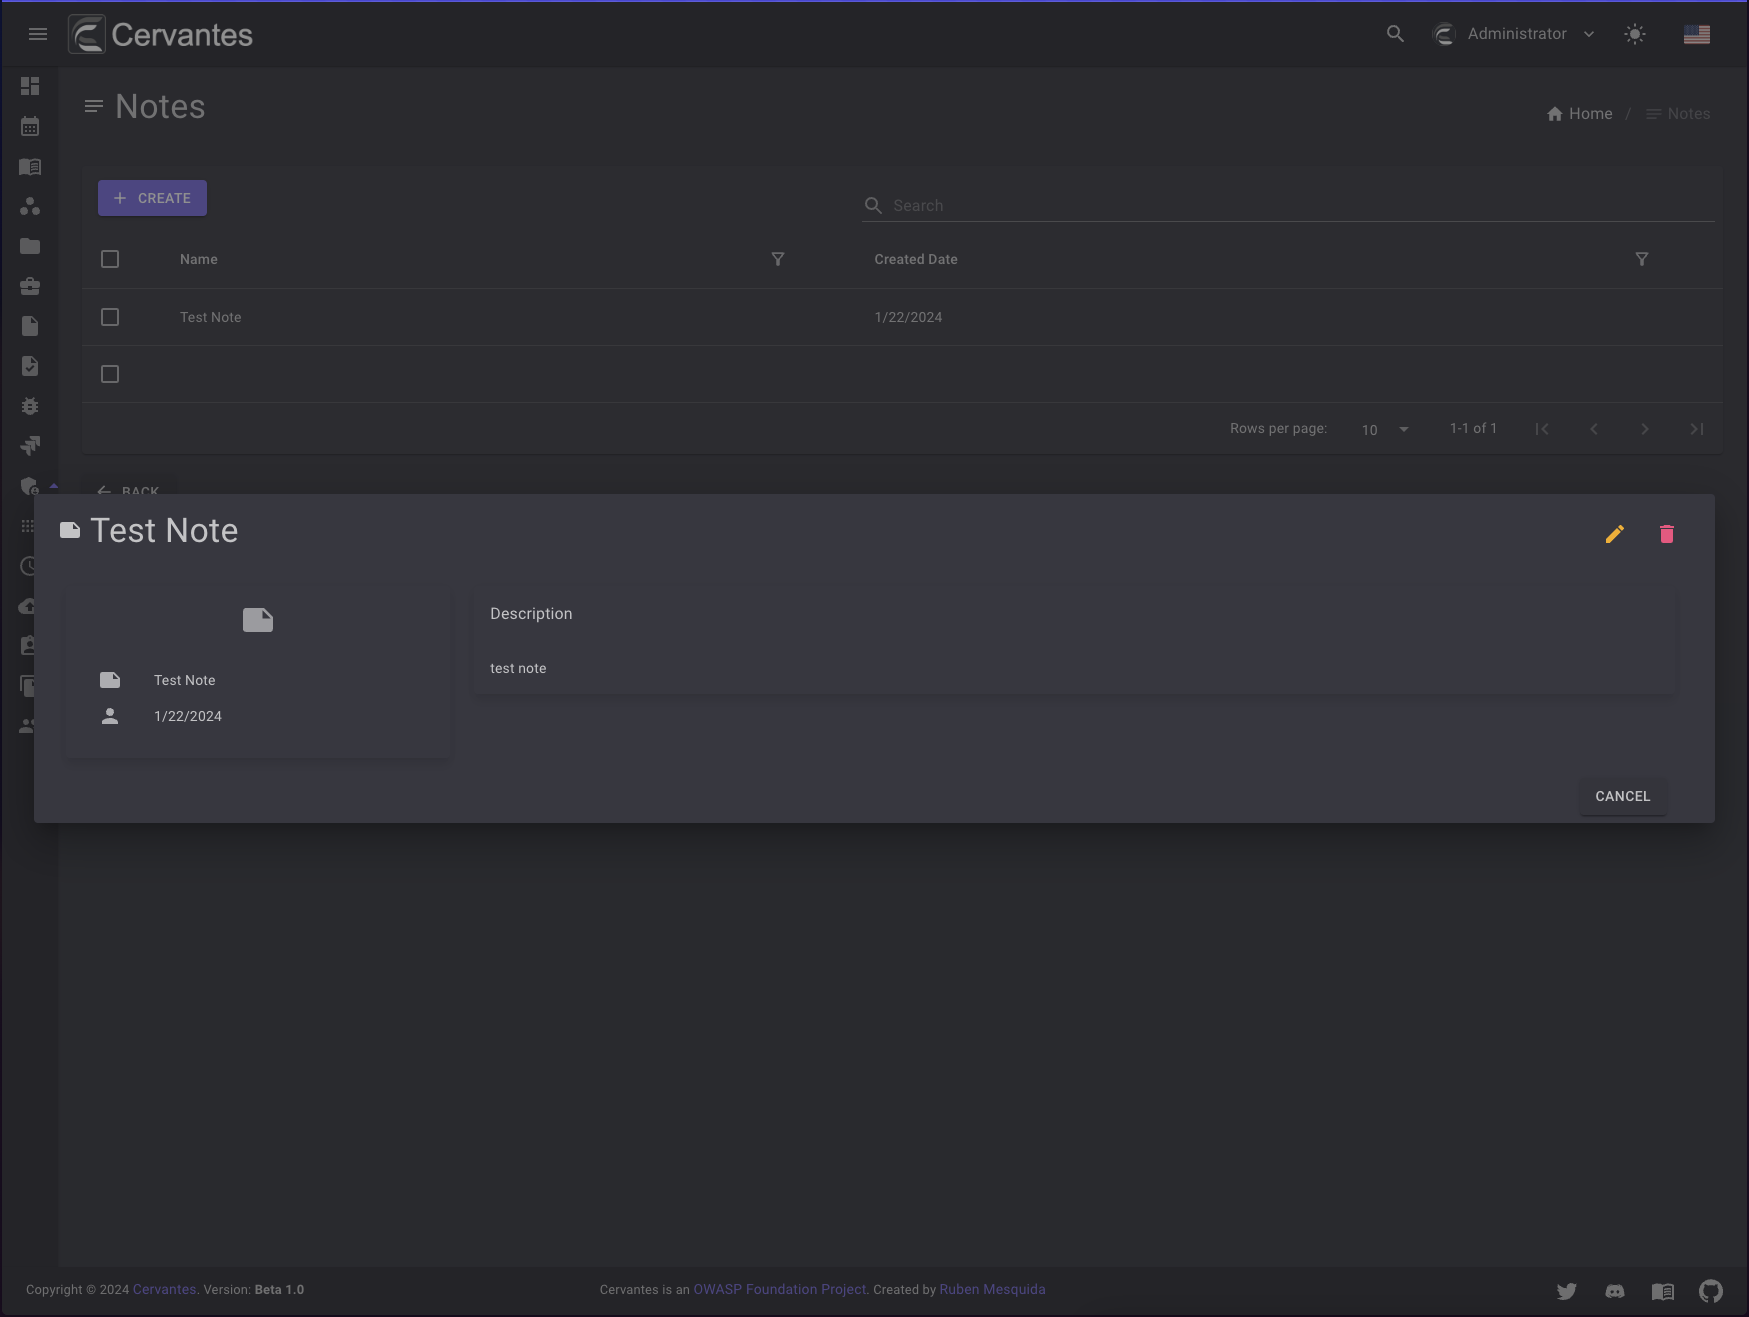 Cervantes
Administrator
Notes
Home / Notes
+ CREATE
Search
Name
Created Date
Test Note
1/22/2024
Rows per page:
10
1-1 of 1
BACK
Test Note
Description
test note
Test Note
1/22/2024
CANCEL
Copyright © 2024 Cervantes. Version: Beta 1.0
Cervantes is an OWASP Foundation Project. Created by Ruben Mesquida